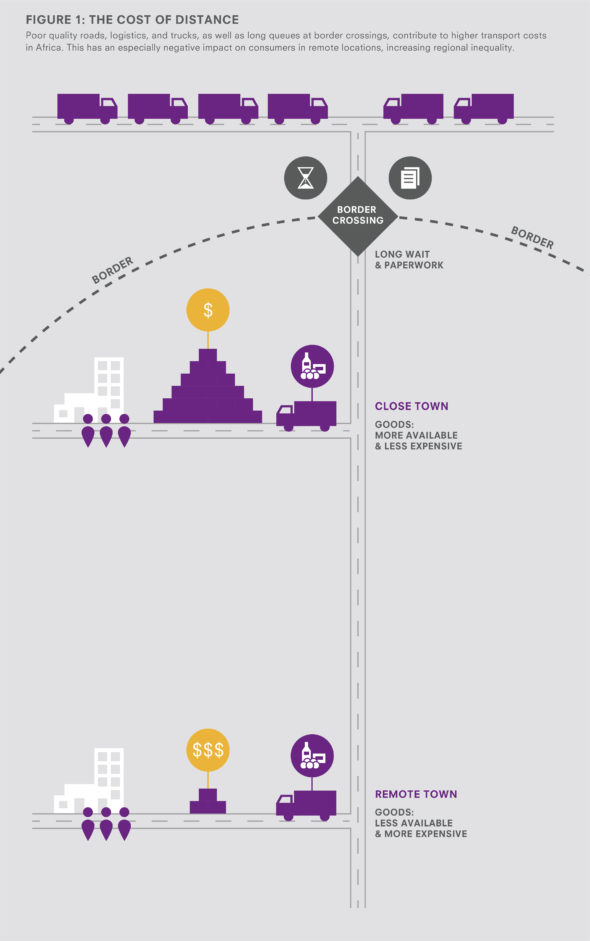 FIGURE 1: THE COST OF DISTANCE
Poor quality roads, logistics, and trucks, as well as long queues at border crossings, contribute to higher transport costs
in Africa. This has an especially negative impact on consumers in remote locations, increasing regional inequality.
BORDER
CROSSING
BORDER
BORDER
LONG WAIT
& PAPERWORK
$
CLOSE TOWN
GOODS:
MORE AVAILABLE
& LESS EXPENSIVE
$$$
REMOTE TOWN
GOODS:
LESS AVAILABLE
& MORE EXPENSIVE